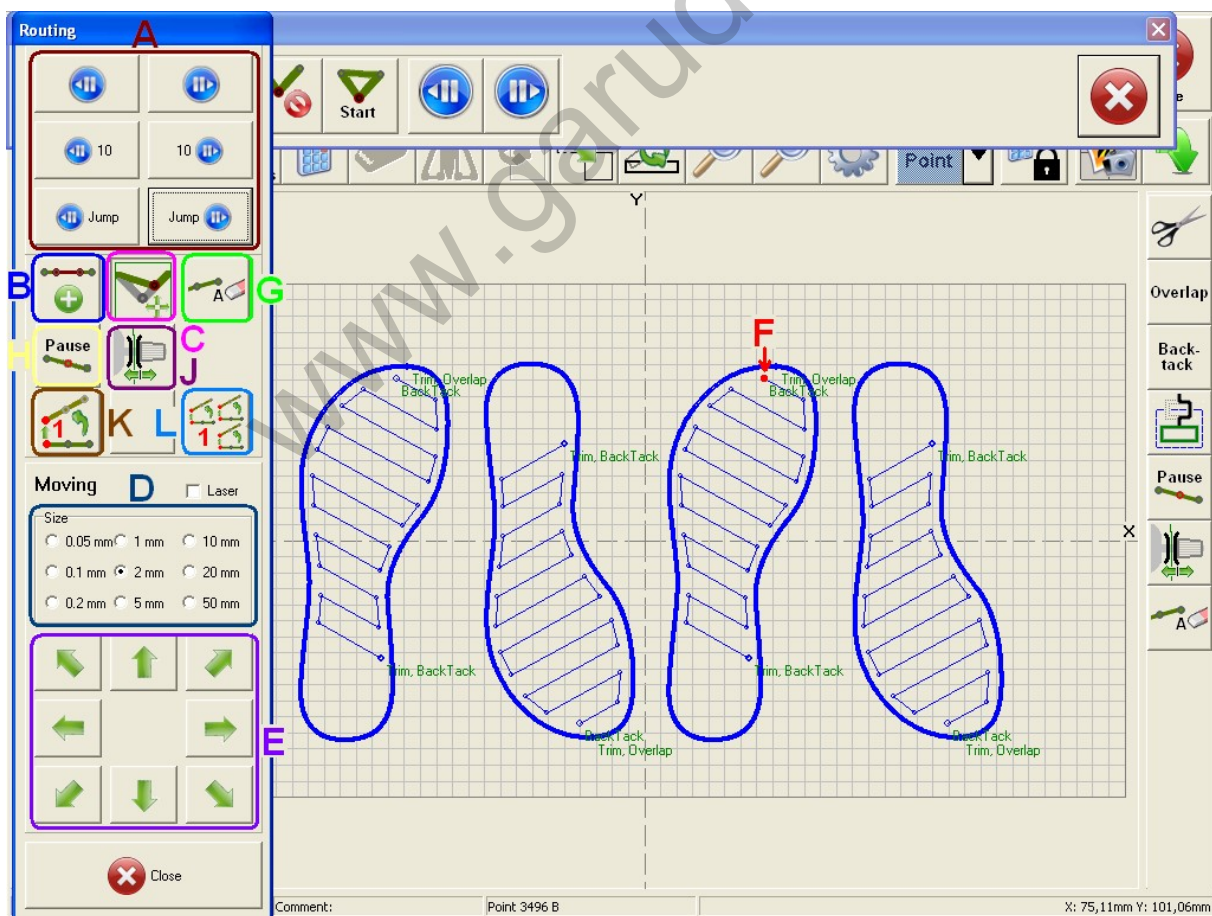 Routing
A
Start
e
10
10
Jump
Jump
Point
B
A
G
www.garud
Y
Overlap
Back-
tack
Pause
H
C
J
F
X
Trim, Overlap
BackTack
Trim, Overlap
BackTack
1
K
L
1
Trim, BackTack
Trim, BackTack
Pause
Moving
D
Laser
Size
0.05 mm
1 mm
10 mm
0.1 mm
2 mm
20 mm
0.2 mm
5 mm
50 mm
A
Trim, BackTack
Trim, BackTack
E
BackTack
Trim, Overlap
BackTack
Trim, Overlap
Close
Comment:
Point 3496 B
X: 75,11mm Y: 101,06mm